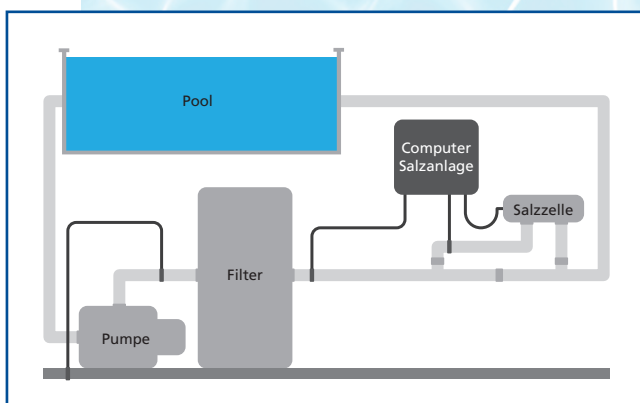 Pool
Computer
Salzanlage
Salzzelle
Filter
Pumpe